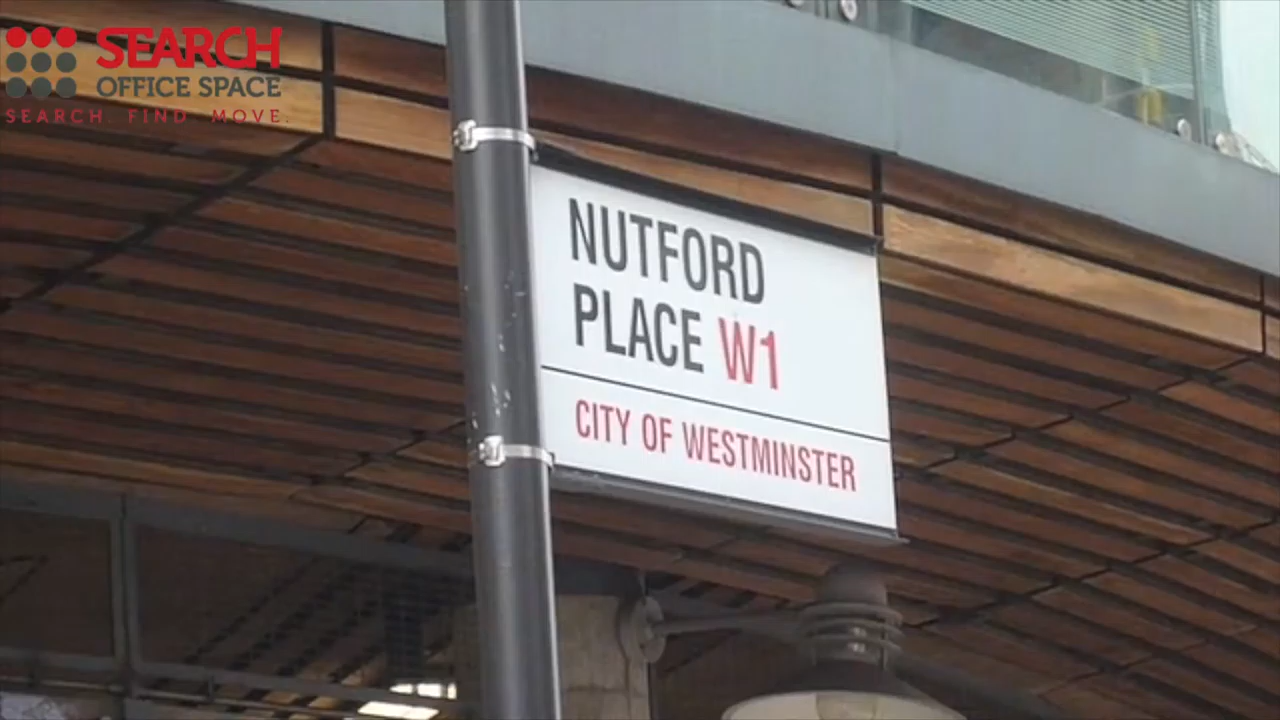 SEARCH
OFFICE SPACE
SEARCH. FIND. MOVE.
NUTFORD
PLACE W1
CITY OF WESTMINSTER